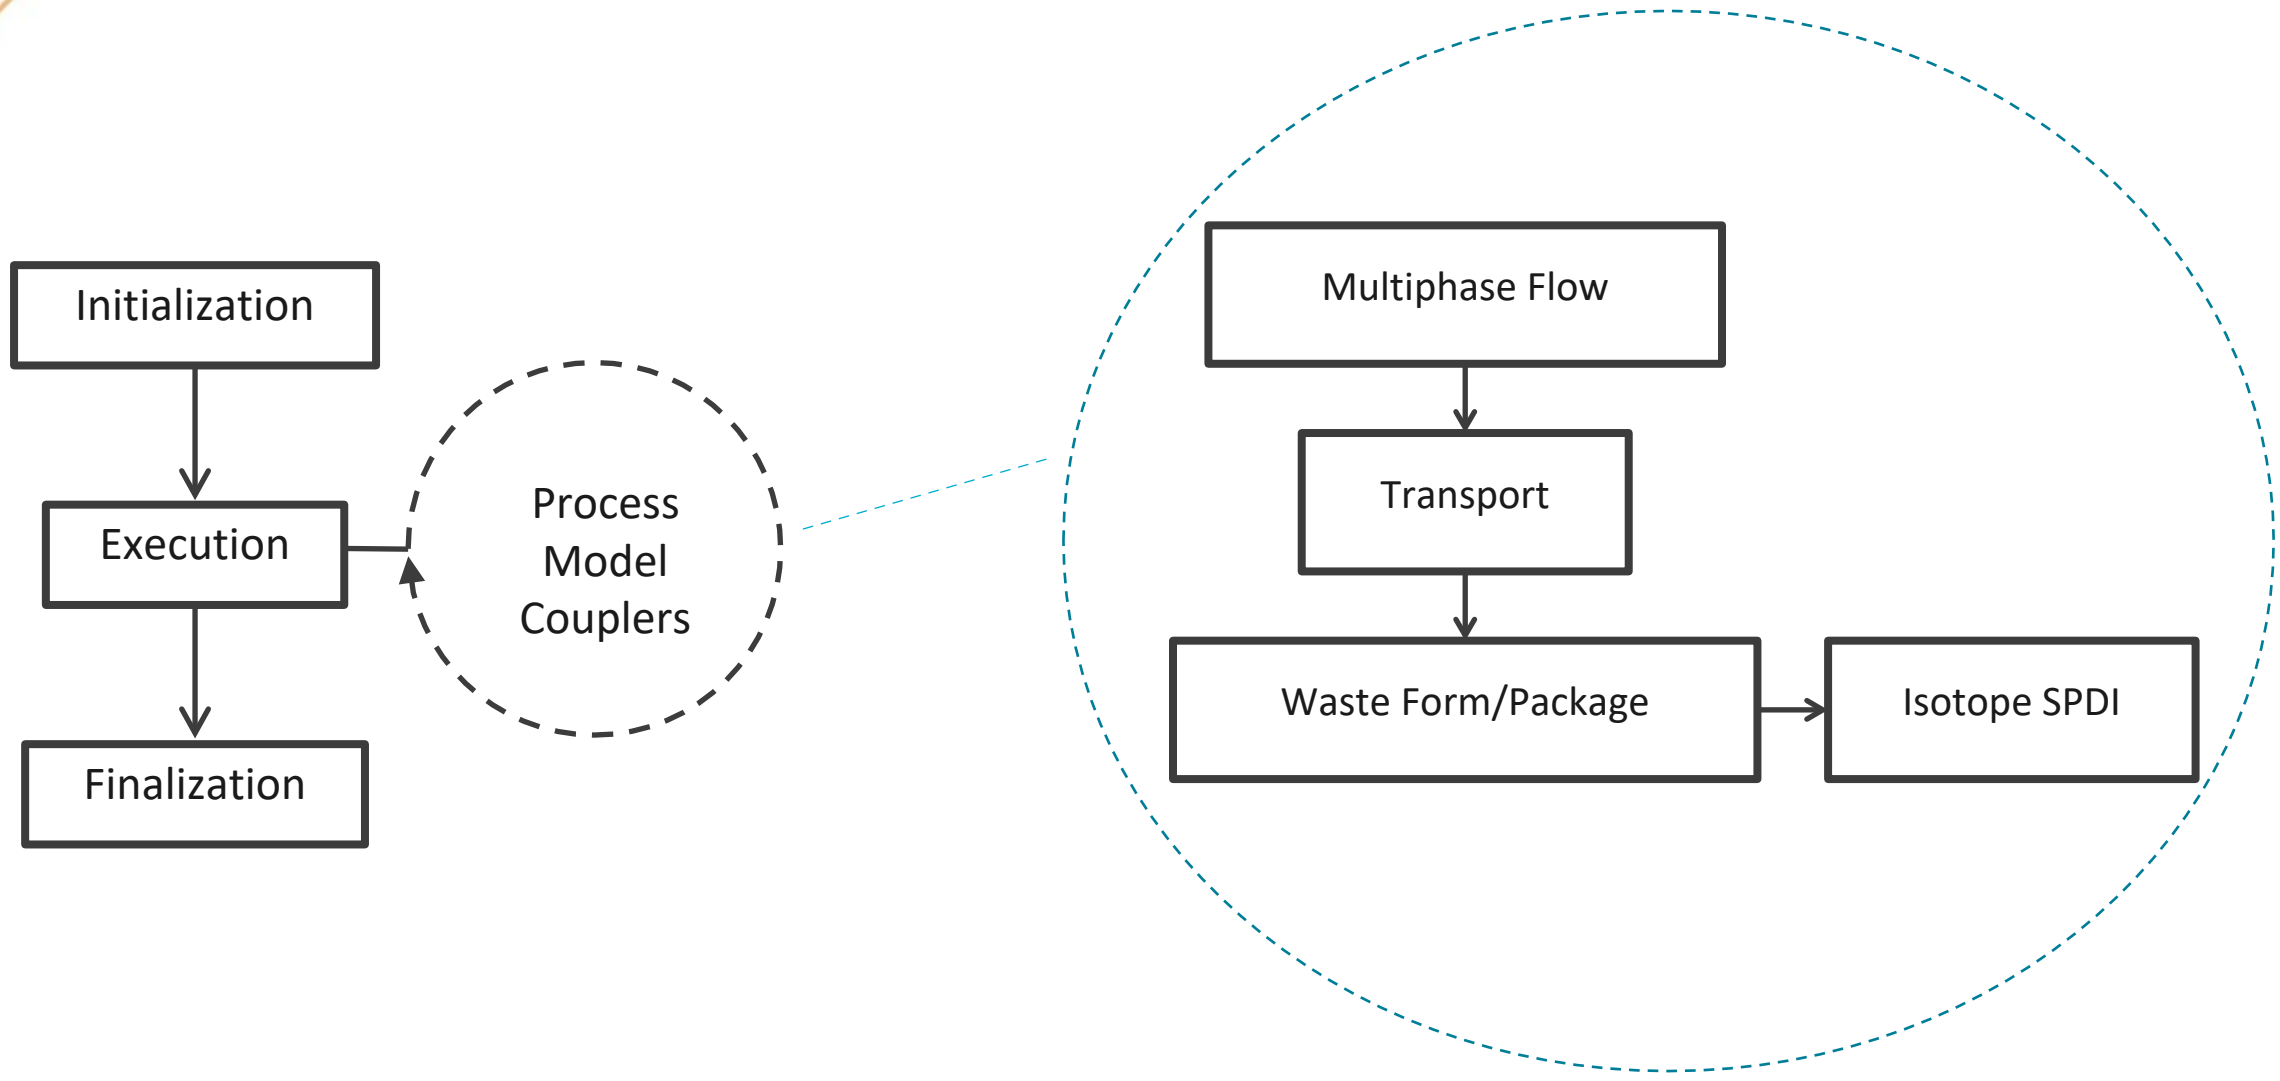 Initialization
Execution
Finalization
Process
Model
Couplers
Multiphase Flow
Transport
Waste Form/Package
Isotope SPDI